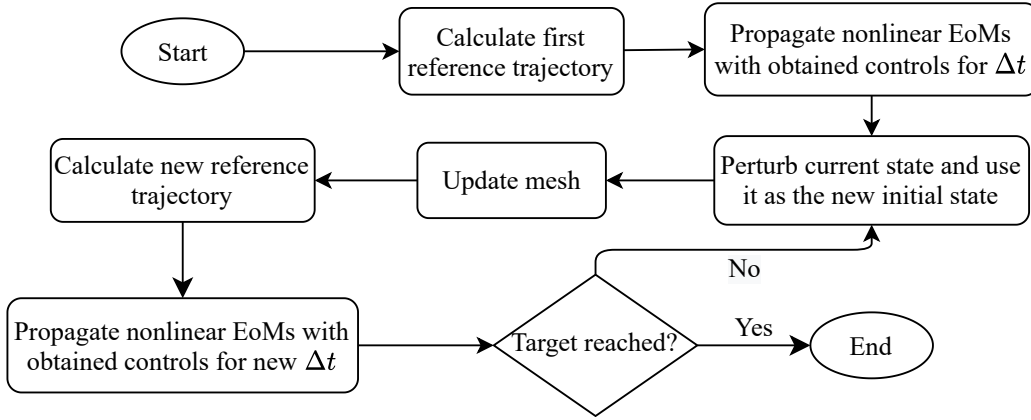 Start
Calculate first
reference trajectory
Propagate nonlinear EoMs
with obtained controls for Δt
Perturb current state and use
it as the new initial state
Update mesh
Calculate new reference
trajectory
Propagate nonlinear EoMs with
obtained controls for new Δt
Target reached?
No
Yes
End